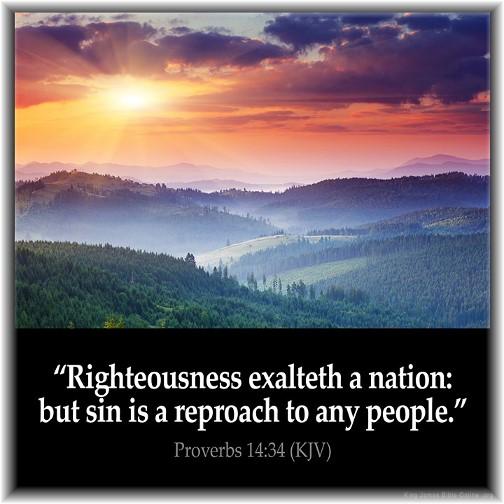 “Righteousness exalteth a nation:
but sin is a reproach to any people.”
Proverbs 14:34 (KJV)